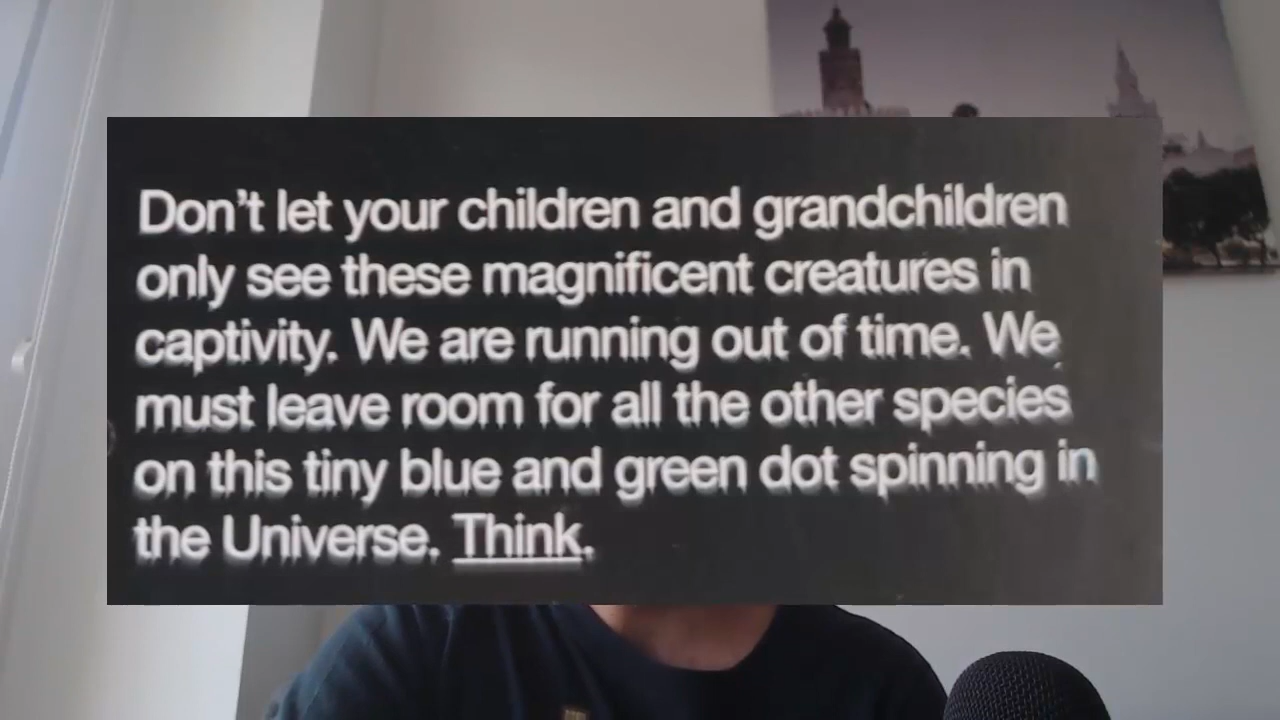 Don't let your children and grandchildren
only see these magnificent creatures in
captivity. We are running out of time. We
must leave room for all the other species
on this tiny blue and green dot spinning in
the Universe. Think.